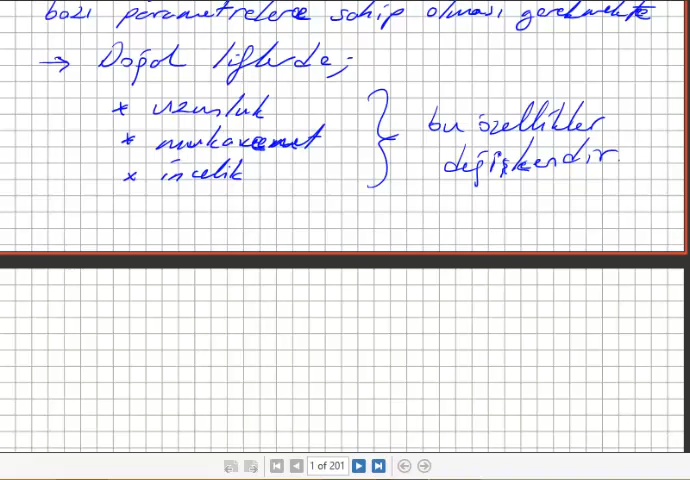 bazı parametrelere sahip olması gerekmekte
→ Doğal liflerde;
* uzunluk
* mukavemet
* incelik
bu özellikler
değişkendir.
1 of 201